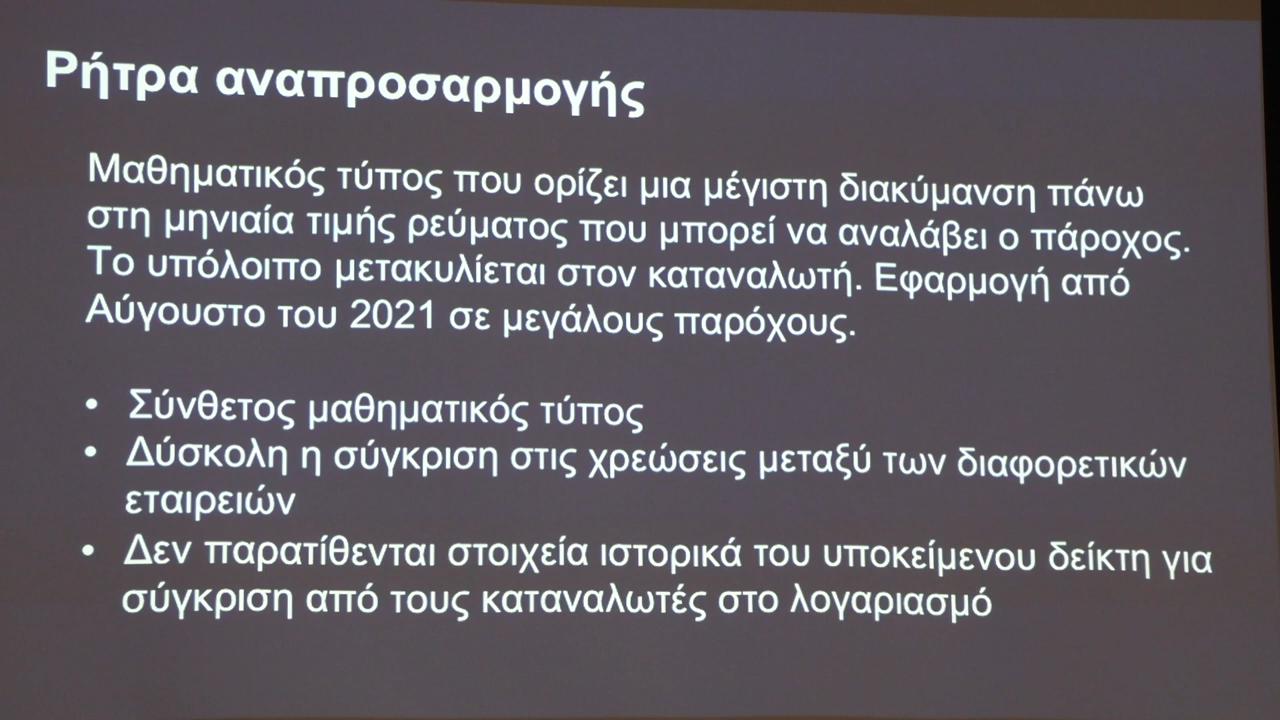 Ρήτρα αναπροσαρμογής
Μαθηματικός τύπος που ορίζει μια μέγιστη διακύμανση πάνω
στη μηνιαία τιμής ρεύματος που μπορεί να αναλάβει ο πάροχος.
Το υπόλοιπο μετακυλίεται στον καταναλωτή. Εφαρμογή από
Αύγουστο του 2021 σε μεγάλους παρόχους.
• Σύνθετος μαθηματικός τύπος
• Δύσκολη η σύγκριση στις χρεώσεις μεταξύ των διαφορετικών
εταιρειών
• Δεν παρατίθενται στοιχεία ιστορικά του υποκείμενου δείκτη για
σύγκριση από τους καταναλωτές στο λογαριασμό